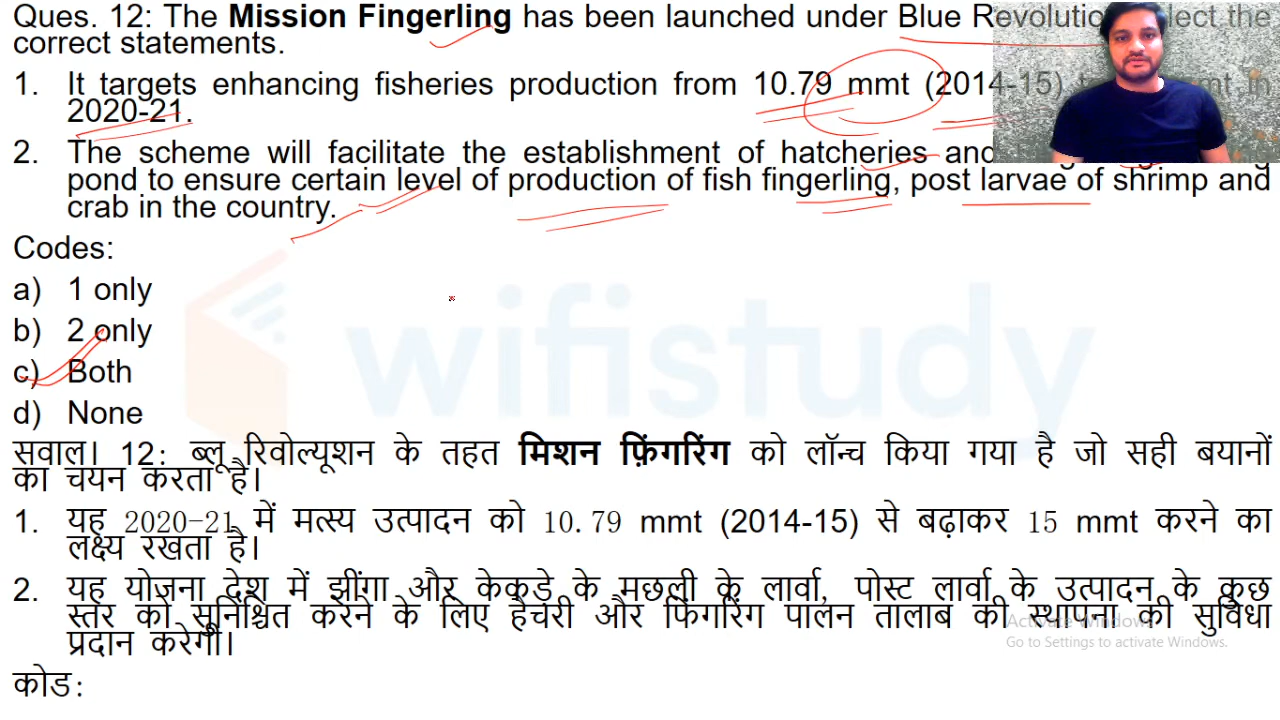 Ques. 12: The Mission Fingerling has been launched under Blue Revolution lect the
correct statements.
1. It targets enhancing fisheries production from 10.79 mmt (2014-15)
2020-21.
2. The scheme will facilitate the establishment of hatcheries and
pond to ensure certain level of production of fish fingerling, post larvae of shrimp and
crab in the country.
Codes:
a) 1 only
b) 2 only
c) Both
d) None
wifistudy
सवाल। 12: ब्लू रिवोल्यूशन के तहत मिशन फ़िंगरिंग को लॉन्च किया गया है जो सही बयानों
का चयन करता है।
1. यह 2020-21 में मत्स्य उत्पादन को 10.79 mmt (2014-15) से बढ़ाकर 15 mmt करने का
लक्ष्य रखता है।
2. यह योजना देश में झींगा और केकड़े के मछली के लार्वा, पोस्ट लार्वा के उत्पादन के कुछ
स्तर को सुनिश्चित करने के लिए हैचरी और फिंगरिंग पालन तालाब की स्थापना की सुविधा
प्रदान करेगी।
कोड:
Activate Windows
Go to Settings to activate Windows.